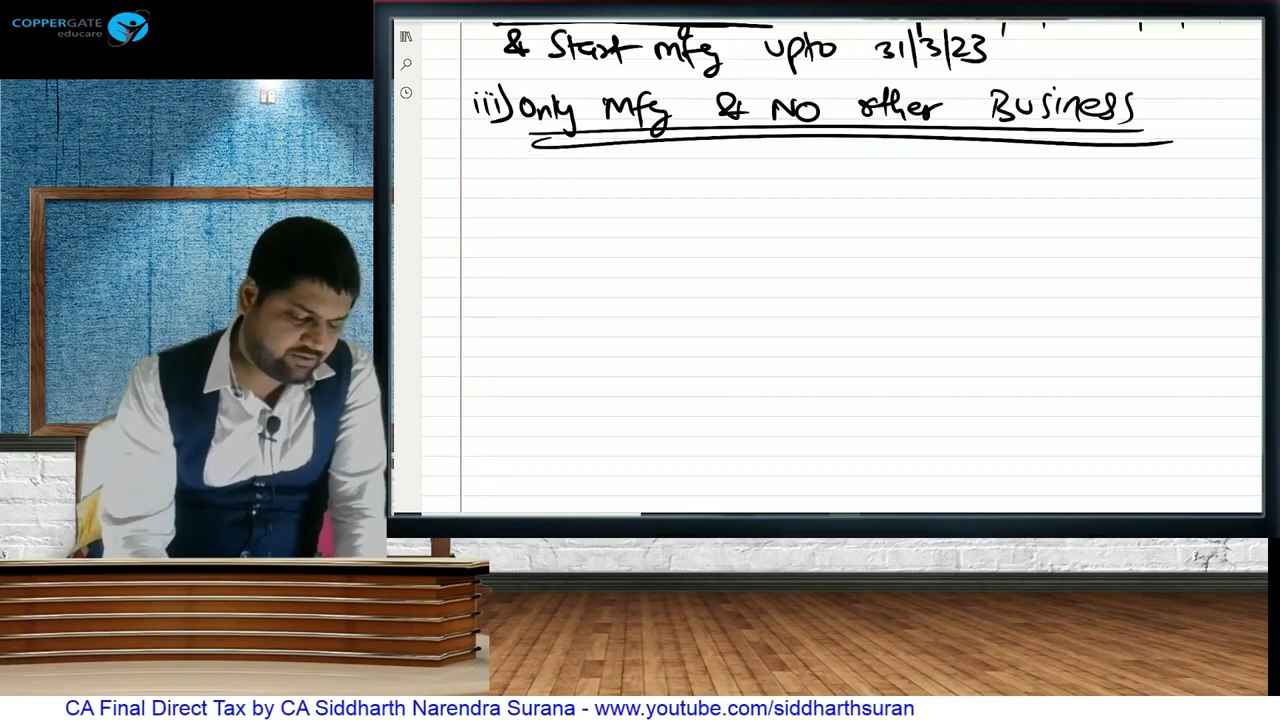 COPPERGATE
educare
& Start mfg upto 31/3/23
iii) Only Mfg & NO other Business
CA Final Direct Tax by CA Siddharth Narendra Surana - www.youtube.com/siddharthsuran